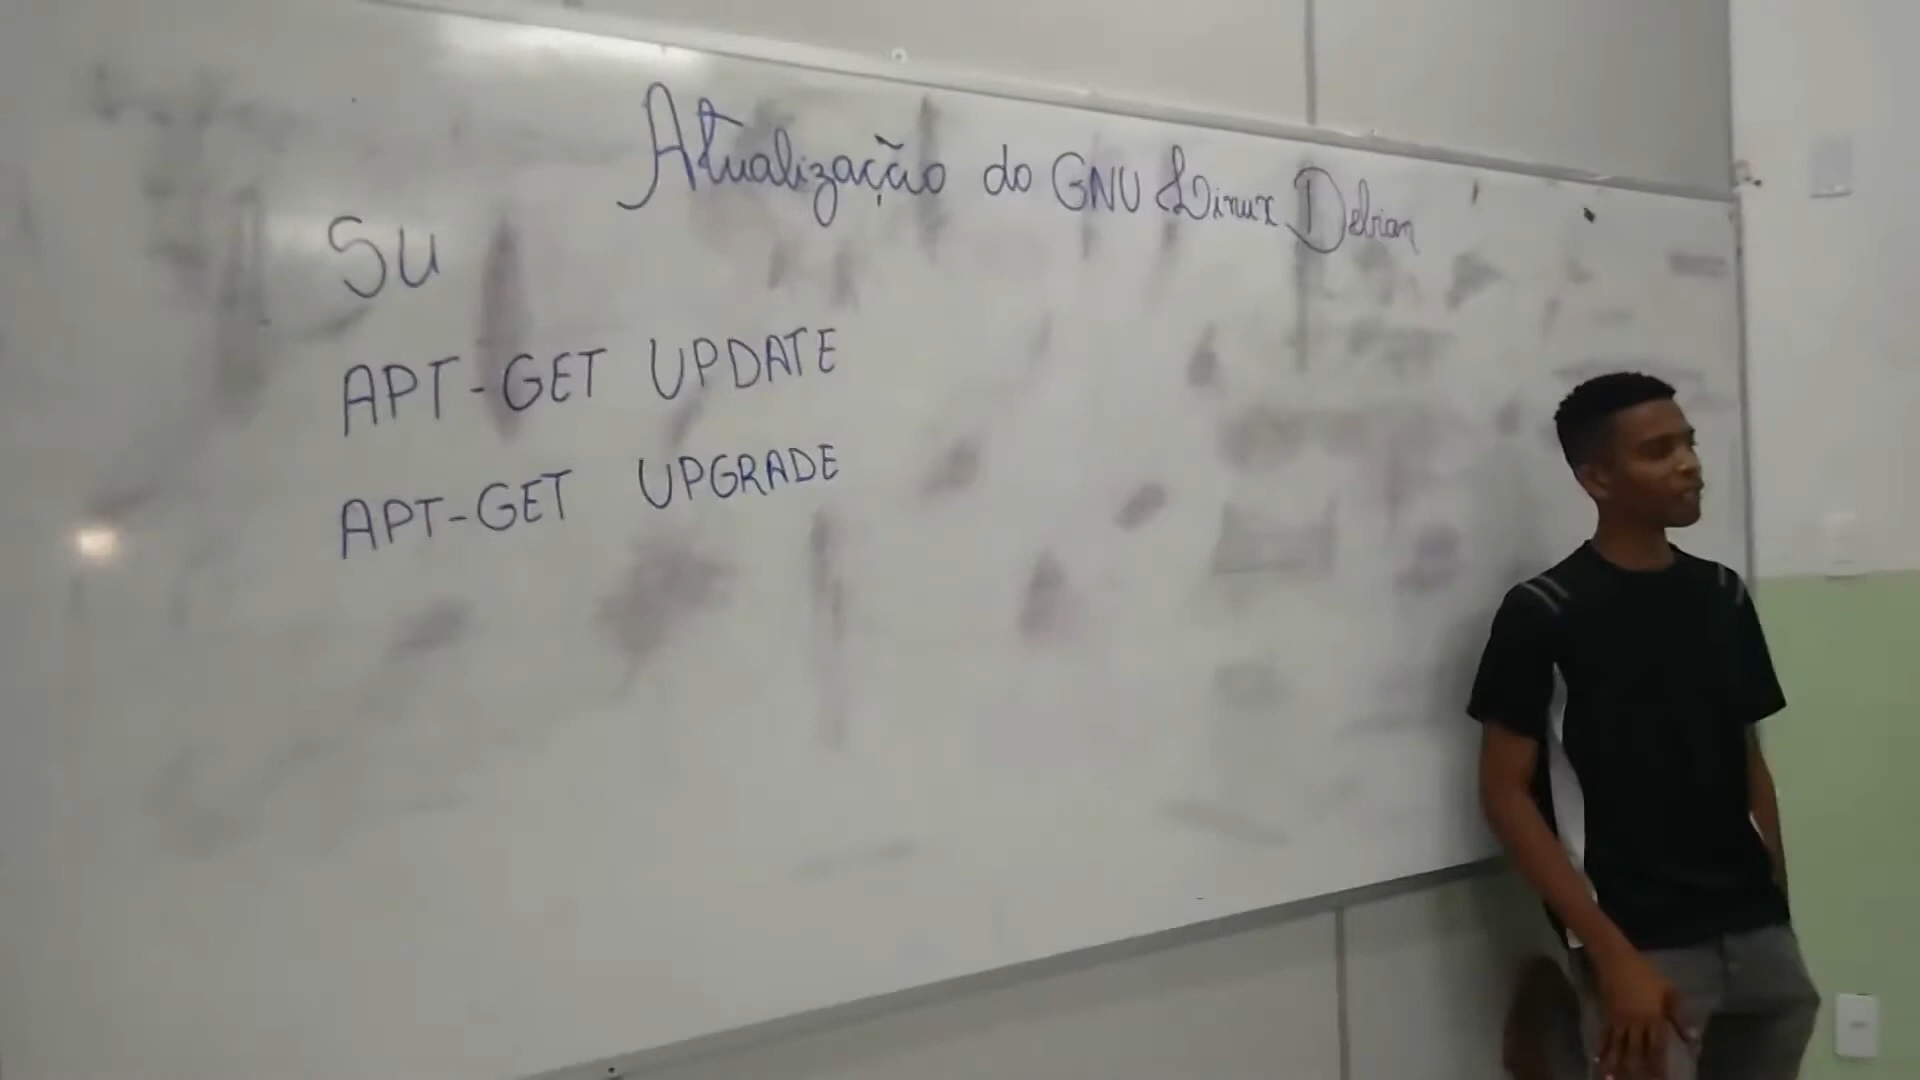 Atualização do GNU Linux Debian
Su
APT-GET UPDATE
APT-GET UPGRADE